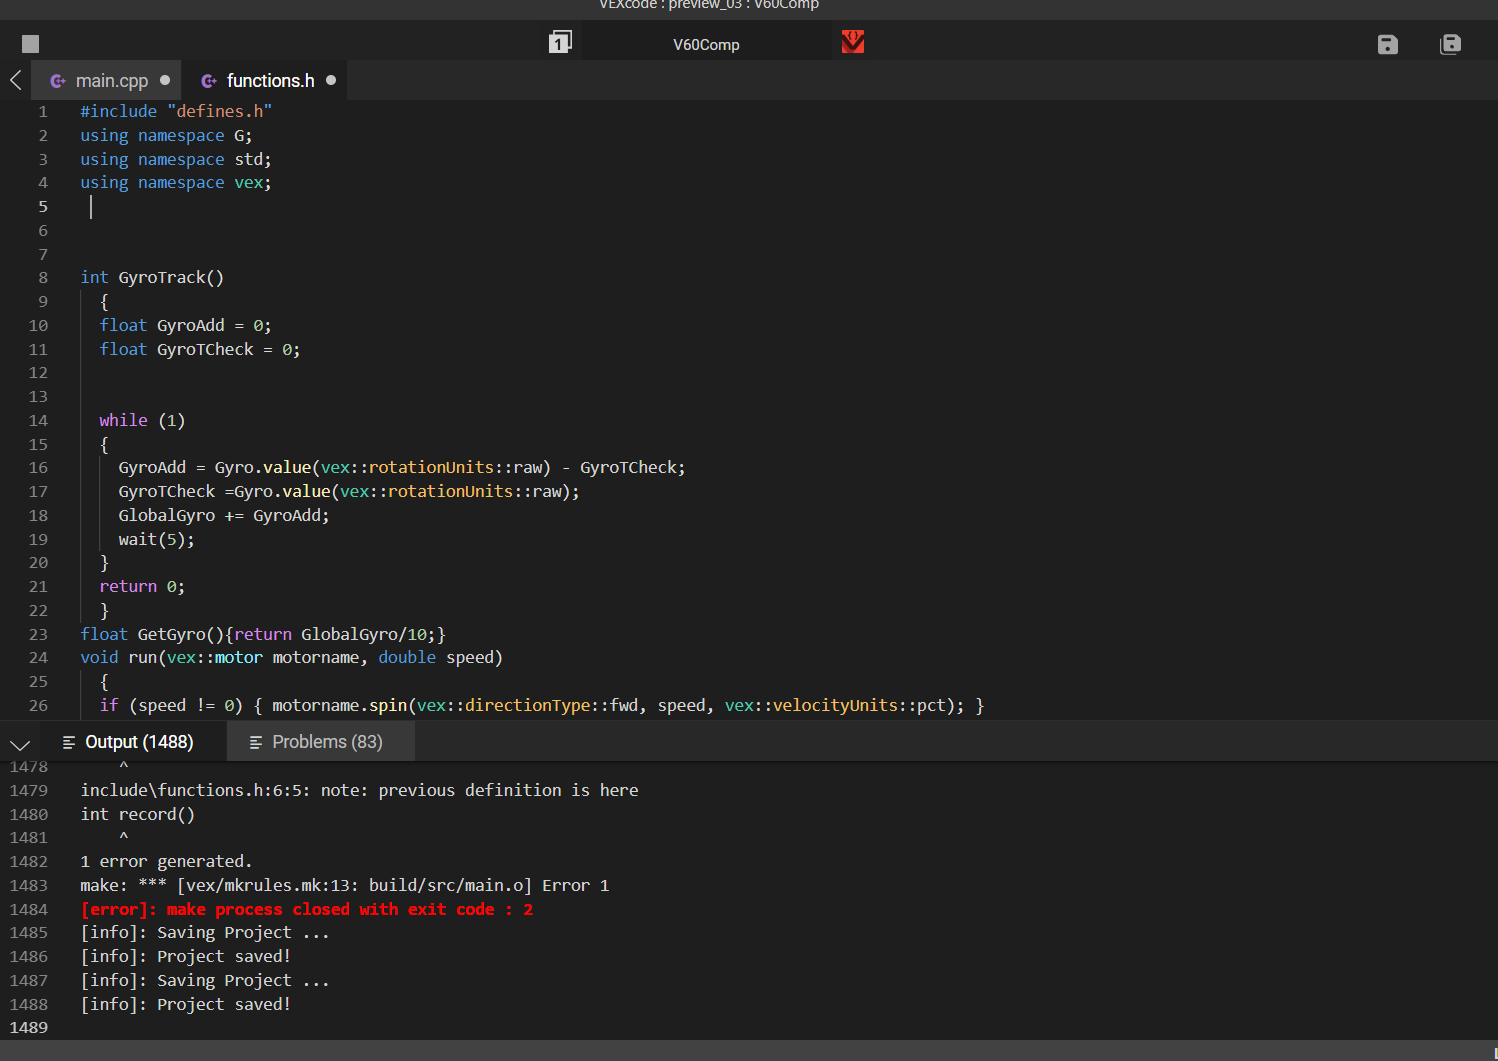 VEXcode : preview_03 : V60Comp
1 V60Comp
main.cpp functions.h
1 #include "defines.h"
2 using namespace G;
3 using namespace std;
4 using namespace vex;
5
6
7
8 int GyroTrack()
9 {
10 float GyroAdd = 0;
11 float GyroTCheck = 0;
12
13
14 while (1)
15 {
16 GyroAdd = Gyro.value(vex::rotationUnits::raw) - GyroTCheck;
17 GyroTCheck =Gyro.value(vex::rotationUnits::raw);
18 GlobalGyro += GyroAdd;
19 wait(5);
20 }
21 return 0;
22 }
23 float GetGyro(){return GlobalGyro/10;}
24 void run(vex::motor motorname, double speed)
25 {
26 if (speed != 0) { motorname.spin(vex::directionType::fwd, speed, vex::velocityUnits::pct); }
Output (1488) Problems (83)
1478 ^
1479 include\functions.h:6:5: note: previous definition is here
1480 int record()
1481 ^
1482 1 error generated.
1483 make: *** [vex/mkrules.mk:13: build/src/main.o] Error 1
1484 [error]: make process closed with exit code : 2
1485 [info]: Saving Project ...
1486 [info]: Project saved!
1487 [info]: Saving Project ...
1488 [info]: Project saved!
1489